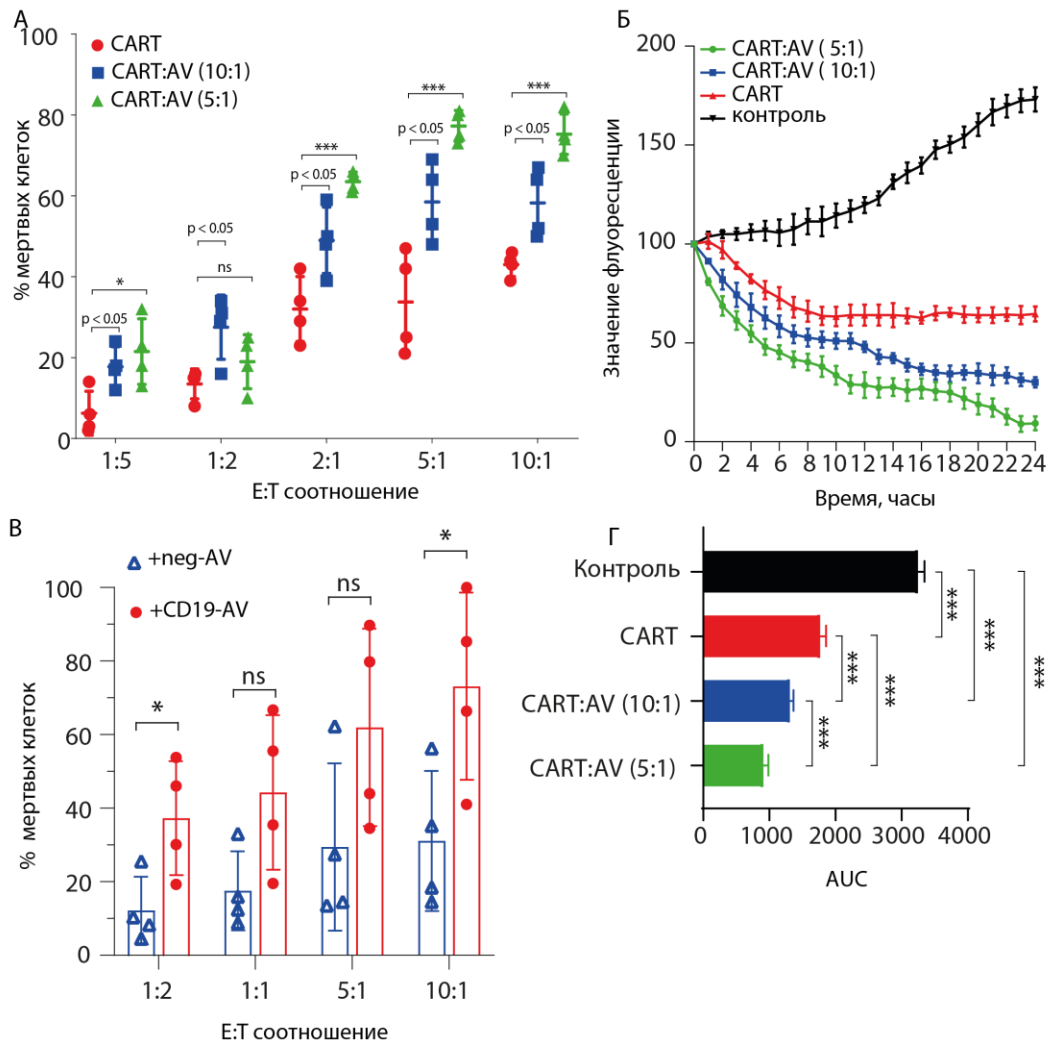 А
% мертвых клеток
100
80
60
40
20
0
CART
CART:AV (10:1)
CART:AV (5:1)
p < 0.05
*
p < 0.05
ns
p < 0.05
***
p < 0.05
***
p < 0.05
***
1:5 1:2 2:1 5:1 10:1
E:T соотношение
Б
Значение флуоресценции
200
150
100
50
0
CART:AV ( 5:1)
CART:AV ( 10:1)
CART
контроль
0 2 4 6 8 10 12 14 16 18 20 22 24
Время, часы
В
% мертвых клеток
100
80
60
40
20
0
+neg-AV
+CD19-AV
*
ns
ns
*
1:2 1:1 5:1 10:1
E:T соотношение
Г
Контроль
CART
CART:AV (10:1)
CART:AV (5:1)
***
***
***
***
***
***
0 1000 2000 3000 4000
AUC